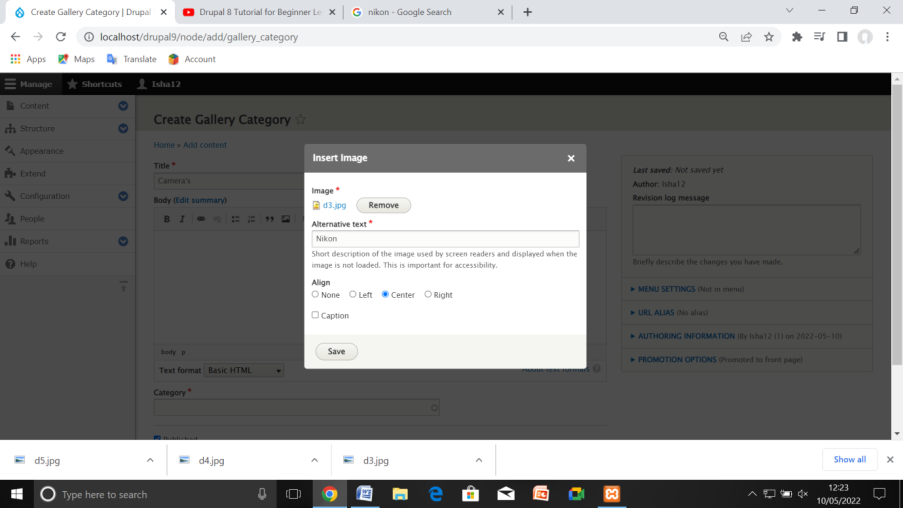 Create Gallery Category | Drupal
Drupal 8 Tutorial for Beginner Le
nikon - Google Search
localhost/drupal9/node/add/gallery_category
Apps
Maps
Translate
Account
Manage
Shortcuts
Isha12
Content
Structure
Appearance
Extend
Configuration
People
Reports
Help
Create Gallery Category
Home » Add content
Title *
Camera's
Body (Edit summary)
B I
body p
Text format Basic HTML
About text formats
Category *
Published
Insert Image
Image *
d3.jpg
Remove
Alternative text *
Nikon
Short description of the image used by screen readers and displayed when the
image is not loaded. This is important for accessibility.
Align
None Left Center Right
Caption
Save
Last saved: Not saved yet
Author: Isha12
Revision log message
Briefly describe the changes you have made.
MENU SETTINGS (Not in menu)
URL ALIAS (No alias)
AUTHORING INFORMATION (By Isha12 (1) on 2022-05-10)
PROMOTION OPTIONS (Promoted to front page)
d5.jpg
d4.jpg
d3.jpg
Show all
Type here to search
12:23
10/05/2022